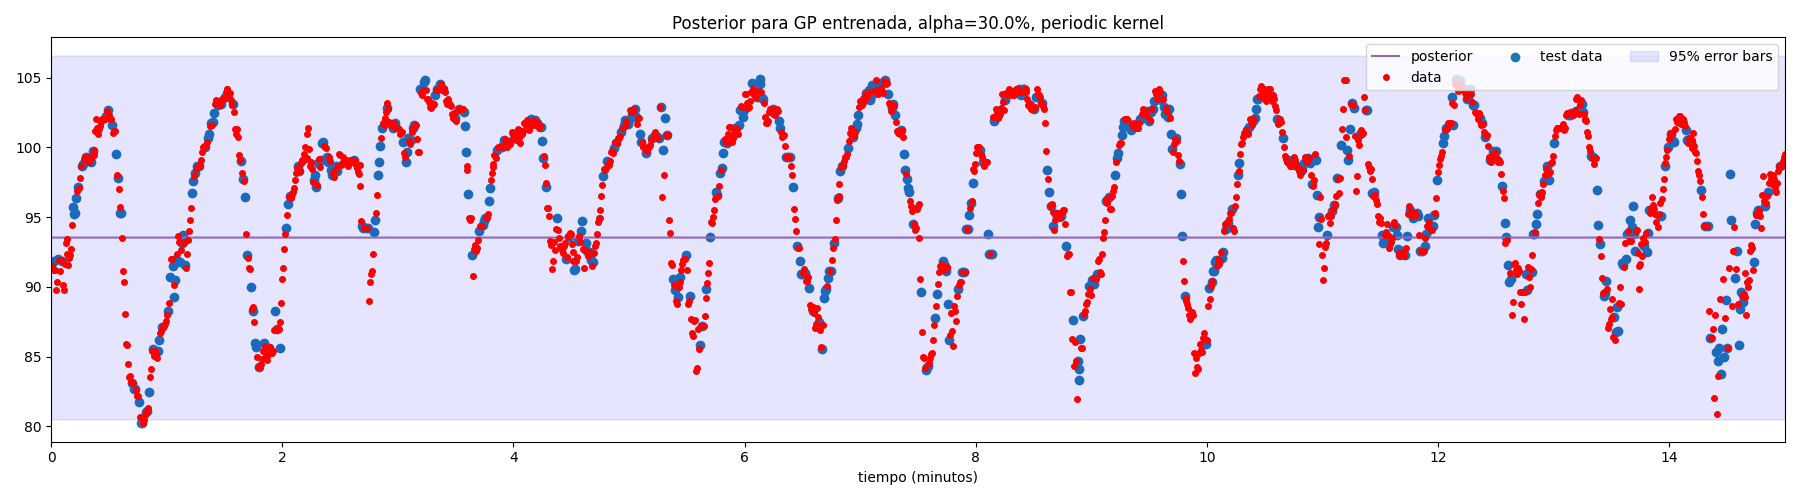 Posterior para GP entrenada, alpha=30.0%, periodic kernel
posterior
data
test data
95% error bars
105
100
95
90
85
80
0 2 4 6 8 10 12 14
tiempo (minutos)